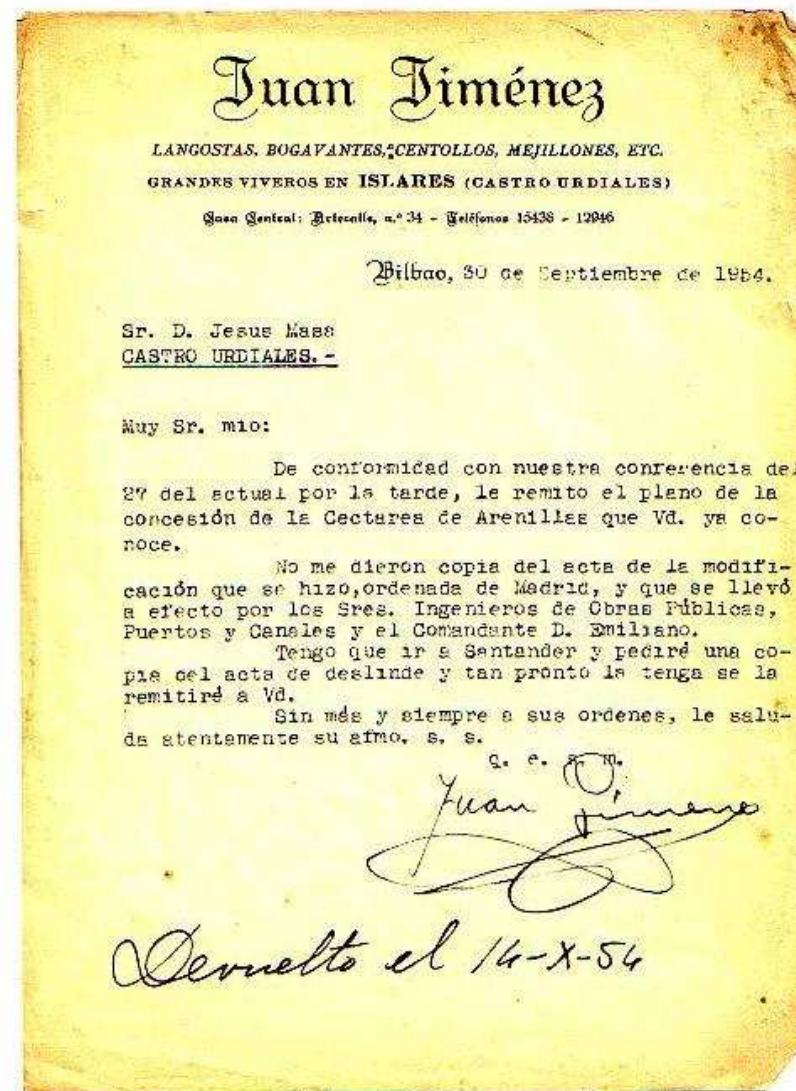 Juan Jiménez
LANGOSTAS, BOGAVANTES, CENTOLLOS, MEJILLONES, ETC.
GRANDES VIVEROS EN ISLARES (CASTRO URDIALES)
Casa Central: Artecalle, n.º 34 - Teléfonos 15438 - 12946
Bilbao, 30 de Septiembre de 1954.
Sr. D. Jesus Masa
CASTRO URDIALES.-
Muy Sr. mio:
De conformidad con nuestra conferencia del
27 del actual por la tarde, le remito el plano de la
concesión de la Cectarea de Arenillas que Vd. ya co-
noce.
No me dieron copia del acta de la modifi-
cación que se hizo,ordenada de Madrid, y que se llevó
a efecto por los Sres. Ingenieros de Obras Públicas,
Puertos y Canales y el Comandante D. Emiliano.
Tengo que ir a Santander y pediré una co-
pia del acta de deslinde y tan pronto la tenga se la
remitiré a Vd.
Sin más y siempre a sus ordenes, le salu-
da atentamente su afmo. s. s.
q. e. s. m.
Juan Jimenez
Devuelto el 14-X-54